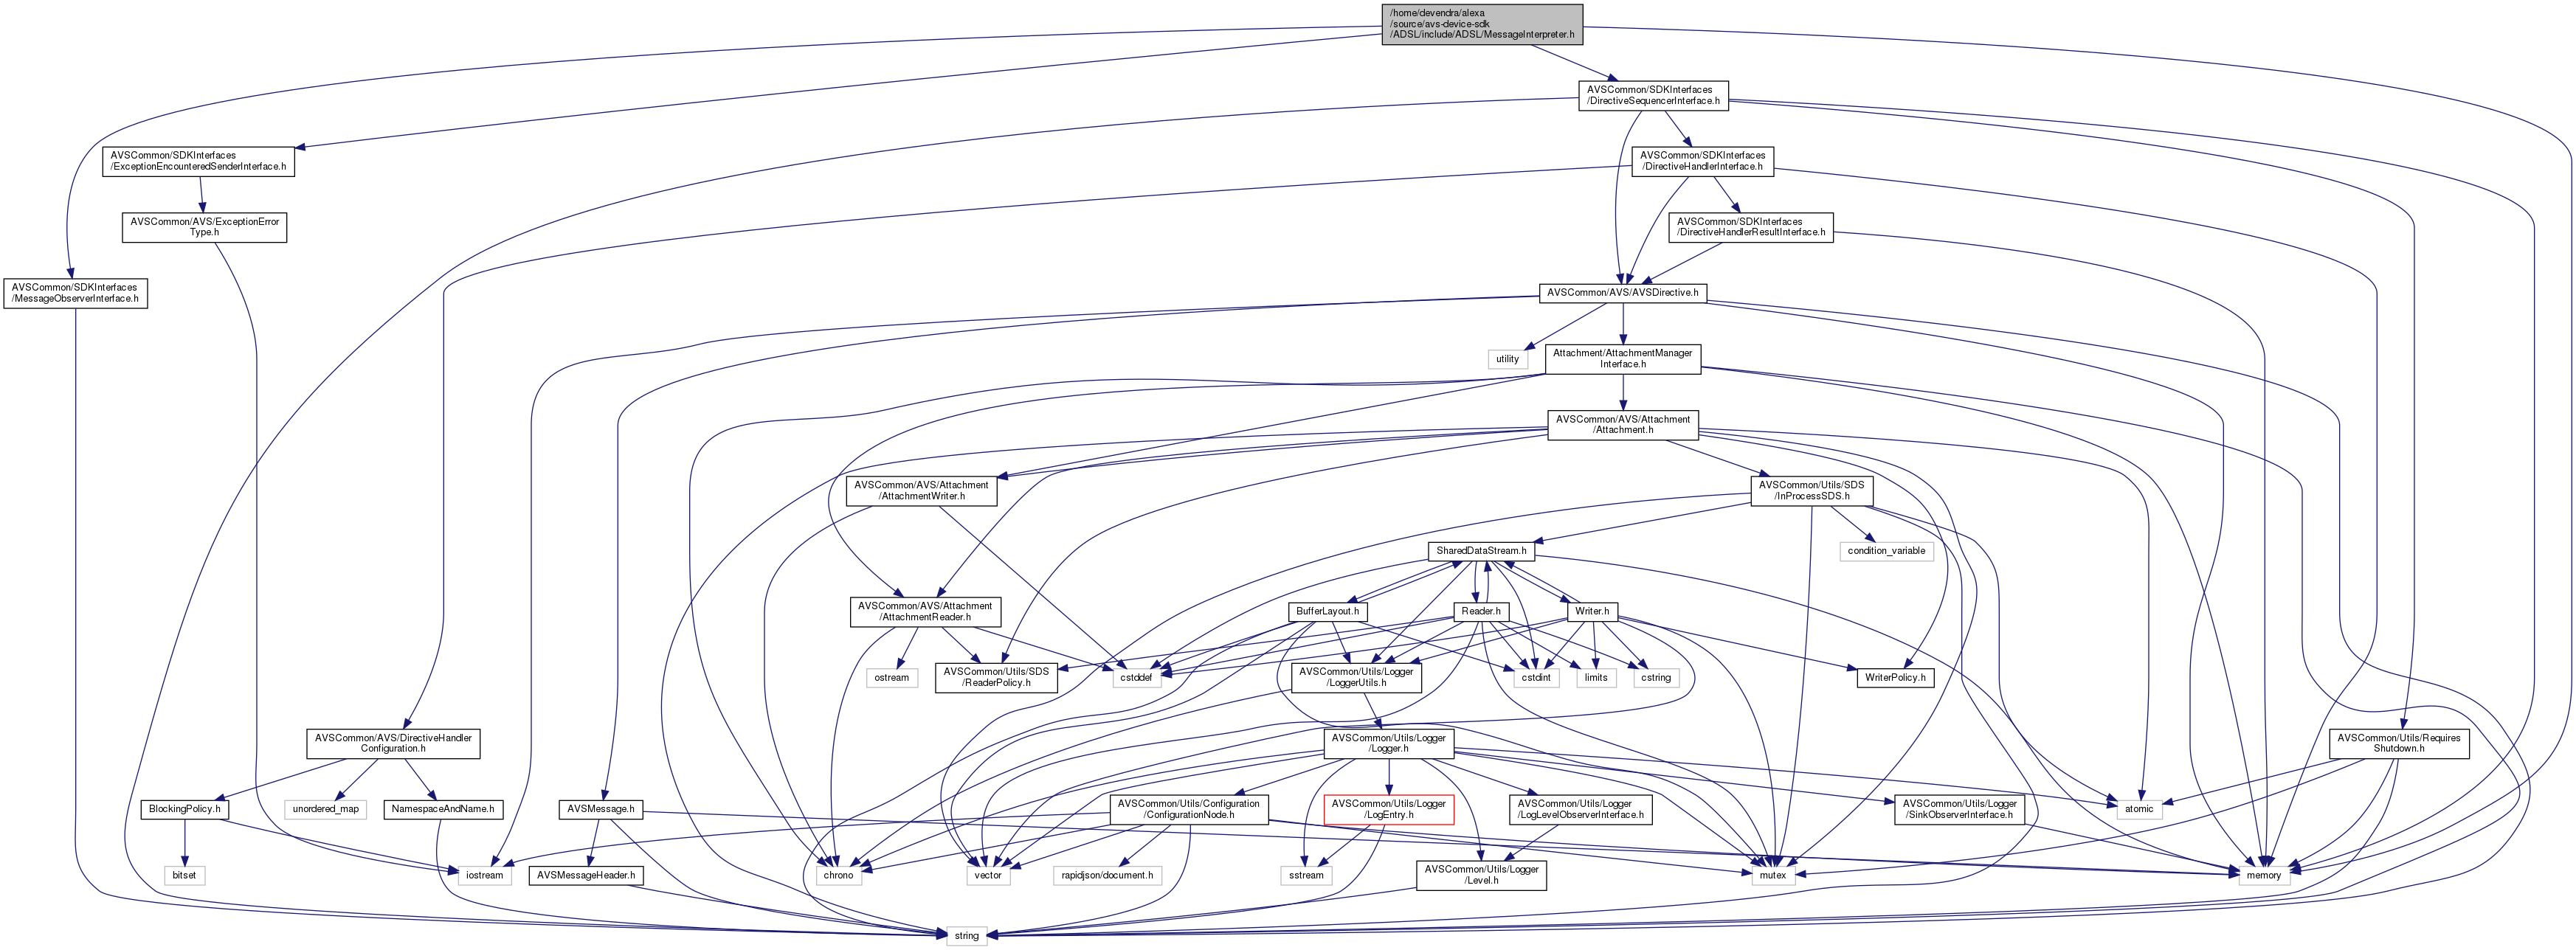 /home/devendra/alexa
/source/avs-device-sdk
/ADSL/include/ADSL/MessageInterpreter.h
AVSCommon/SDKInterfaces
/DirectiveSequencerInterface.h
AVSCommon/SDKInterfaces
/ExceptionEncounteredSenderInterface.h
AVSCommon/SDKInterfaces
/DirectiveHandlerInterface.h
AVSCommon/AVS/ExceptionError
Type.h
AVSCommon/SDKInterfaces
/DirectiveHandlerResultInterface.h
AVSCommon/SDKInterfaces
/MessageObserverInterface.h
AVSCommon/AVS/AVSDirective.h
utility
Attachment/AttachmentManager
Interface.h
AVSCommon/AVS/Attachment
/Attachment.h
AVSCommon/AVS/Attachment
/AttachmentWriter.h
AVSCommon/Utils/SDS
/InProcessSDS.h
SharedDataStream.h
condition_variable
AVSCommon/AVS/Attachment
/AttachmentReader.h
BufferLayout.h
Reader.h
Writer.h
ostream
AVSCommon/Utils/SDS
/ReaderPolicy.h
cstddef
AVSCommon/Utils/Logger
/LoggerUtils.h
cstdint
limits
cstring
WriterPolicy.h
AVSCommon/AVS/DirectiveHandler
Configuration.h
AVSCommon/Utils/Logger
/Logger.h
AVSCommon/Utils/Requires
Shutdown.h
BlockingPolicy.h
unordered_map
NamespaceAndName.h
AVSMessage.h
AVSCommon/Utils/Configuration
/ConfigurationNode.h
AVSCommon/Utils/Logger
/LogEntry.h
AVSCommon/Utils/Logger
/LogLevelObserverInterface.h
AVSCommon/Utils/Logger
/SinkObserverInterface.h
atomic
bitset
iostream
AVSMessageHeader.h
chrono
vector
rapidjson/document.h
sstream
AVSCommon/Utils/Logger
/Level.h
mutex
memory
string